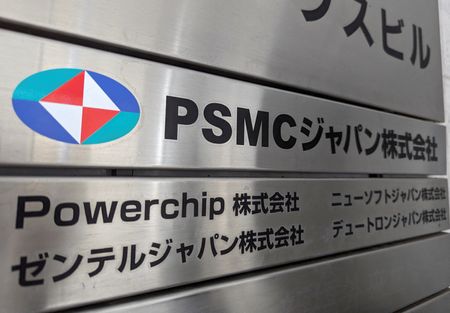 スビル
PSMCジャパン株式会社
Powerchip 株式会社
ニューソフトジャパン株式会社
ゼンテルジャパン株式会社
デュートロンジャパン株式会社